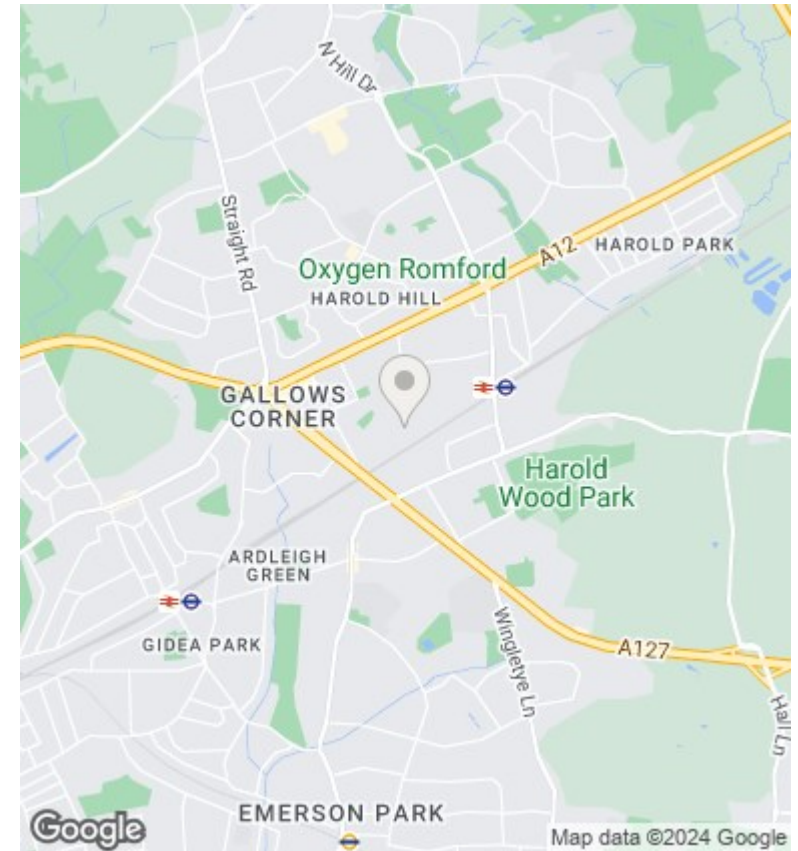 N Hill Dr
Straight Rd
A12
HAROLD PARK
Oxygen Romford
HAROLD HILL
GALLOWS
CORNER
Harold
Wood Park
ARDLEIGH
GREEN
GIDEA PARK
Wingletye Ln
A127
Hall Ln
EMERSON PARK
Google
Map data ©2024 Google